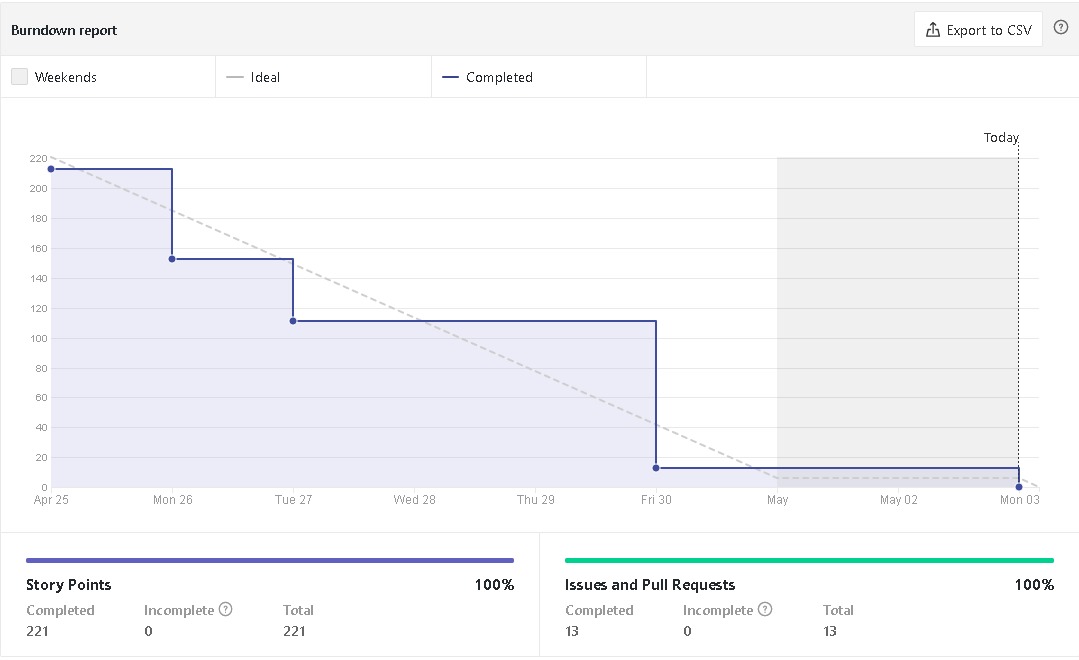 Burndown report
Export to CSV
Weekends
Ideal
Completed
Today
220
200
180
160
140
120
100
80
60
40
20
0
Apr 25 Mon 26 Tue 27 Wed 28 Thu 29 Fri 30 May May 02 Mon 03
Story Points 100%
Completed Incomplete ? Total
221 0 221
Issues and Pull Requests 100%
Completed Incomplete ? Total
13 0 13